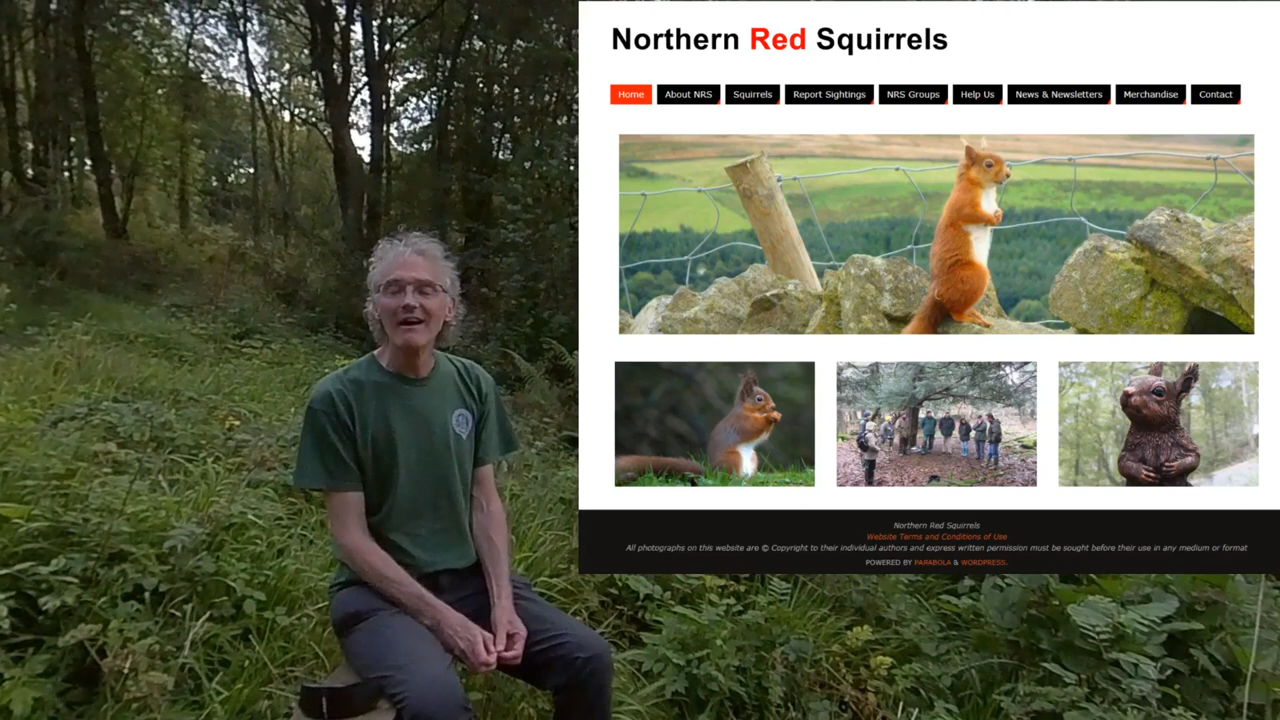 Northern Red Squirrels
Home About NRS Squirrels Report Sightings NRS Groups Help Us News & Newsletters Merchandise Contact
Northern Red Squirrels
Website Terms and Conditions of Use
All photographs on this website are © Copyright to their individual authors and express written permission must be sought before their use in any medium or format
POWERED BY PARABOLA & WORDPRESS.